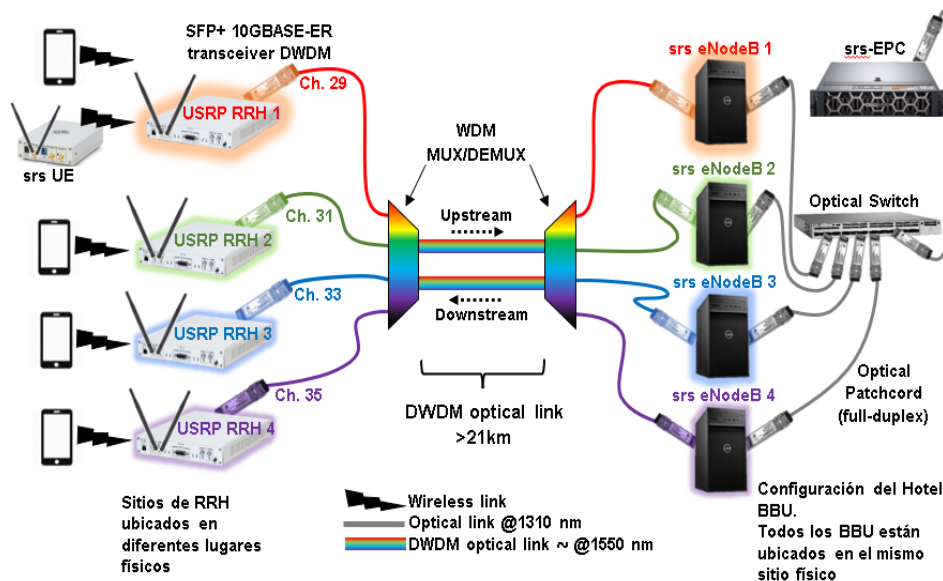 SFP+ 10GBASE-ER
transceiver DWDM
Ch. 29
USRP RRH 1
srs UE
srs eNodeB 1
srs-EPC
WDM
MUX/DEMUX
srs eNodeB 2
Optical Switch
Ch. 31
USRP RRH 2
Upstream
Ch. 33
USRP RRH 3
Downstream
srs eNodeB 3
Optical
Patchcord
(full-duplex)
Ch. 35
USRP RRH 4
srs eNodeB 4
DWDM optical link
>21km
Sitios de RRH
ubicados en
diferentes lugares
físicos
Wireless link
Optical link @1310 nm
DWDM optical link ~ @1550 nm
Configuración del Hotel
BBU.
Todos los BBU están
ubicados en el mismo
sitio físico